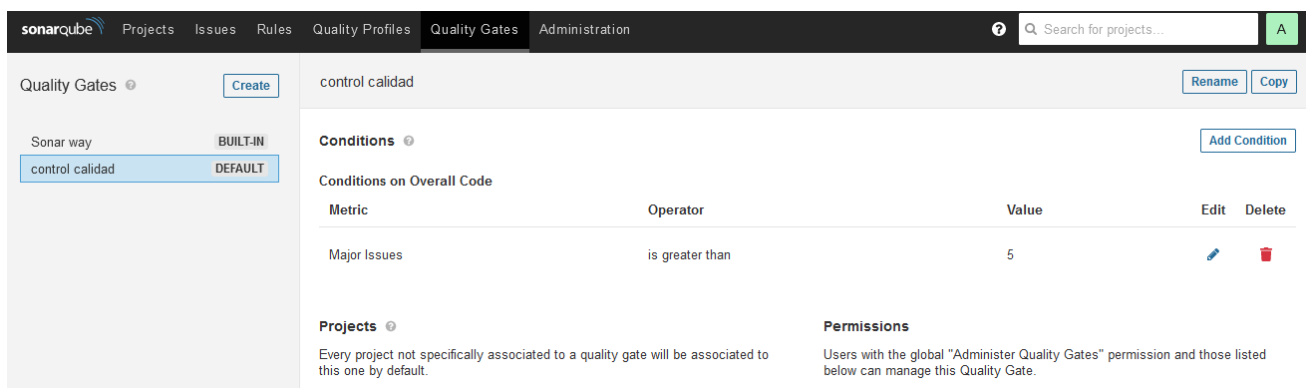 sonarqube Projects Issues Rules Quality Profiles Quality Gates Administration ? Search for projects... A
Quality Gates ? Create
control calidad Rename Copy
Sonar way BUILT-IN
control calidad DEFAULT
Conditions ? Add Condition
Conditions on Overall Code
Metric Operator Value Edit Delete
Major Issues is greater than 5
Projects ?
Every project not specifically associated to a quality gate will be associated to
this one by default.
Permissions
Users with the global "Administer Quality Gates" permission and those listed
below can manage this Quality Gate.